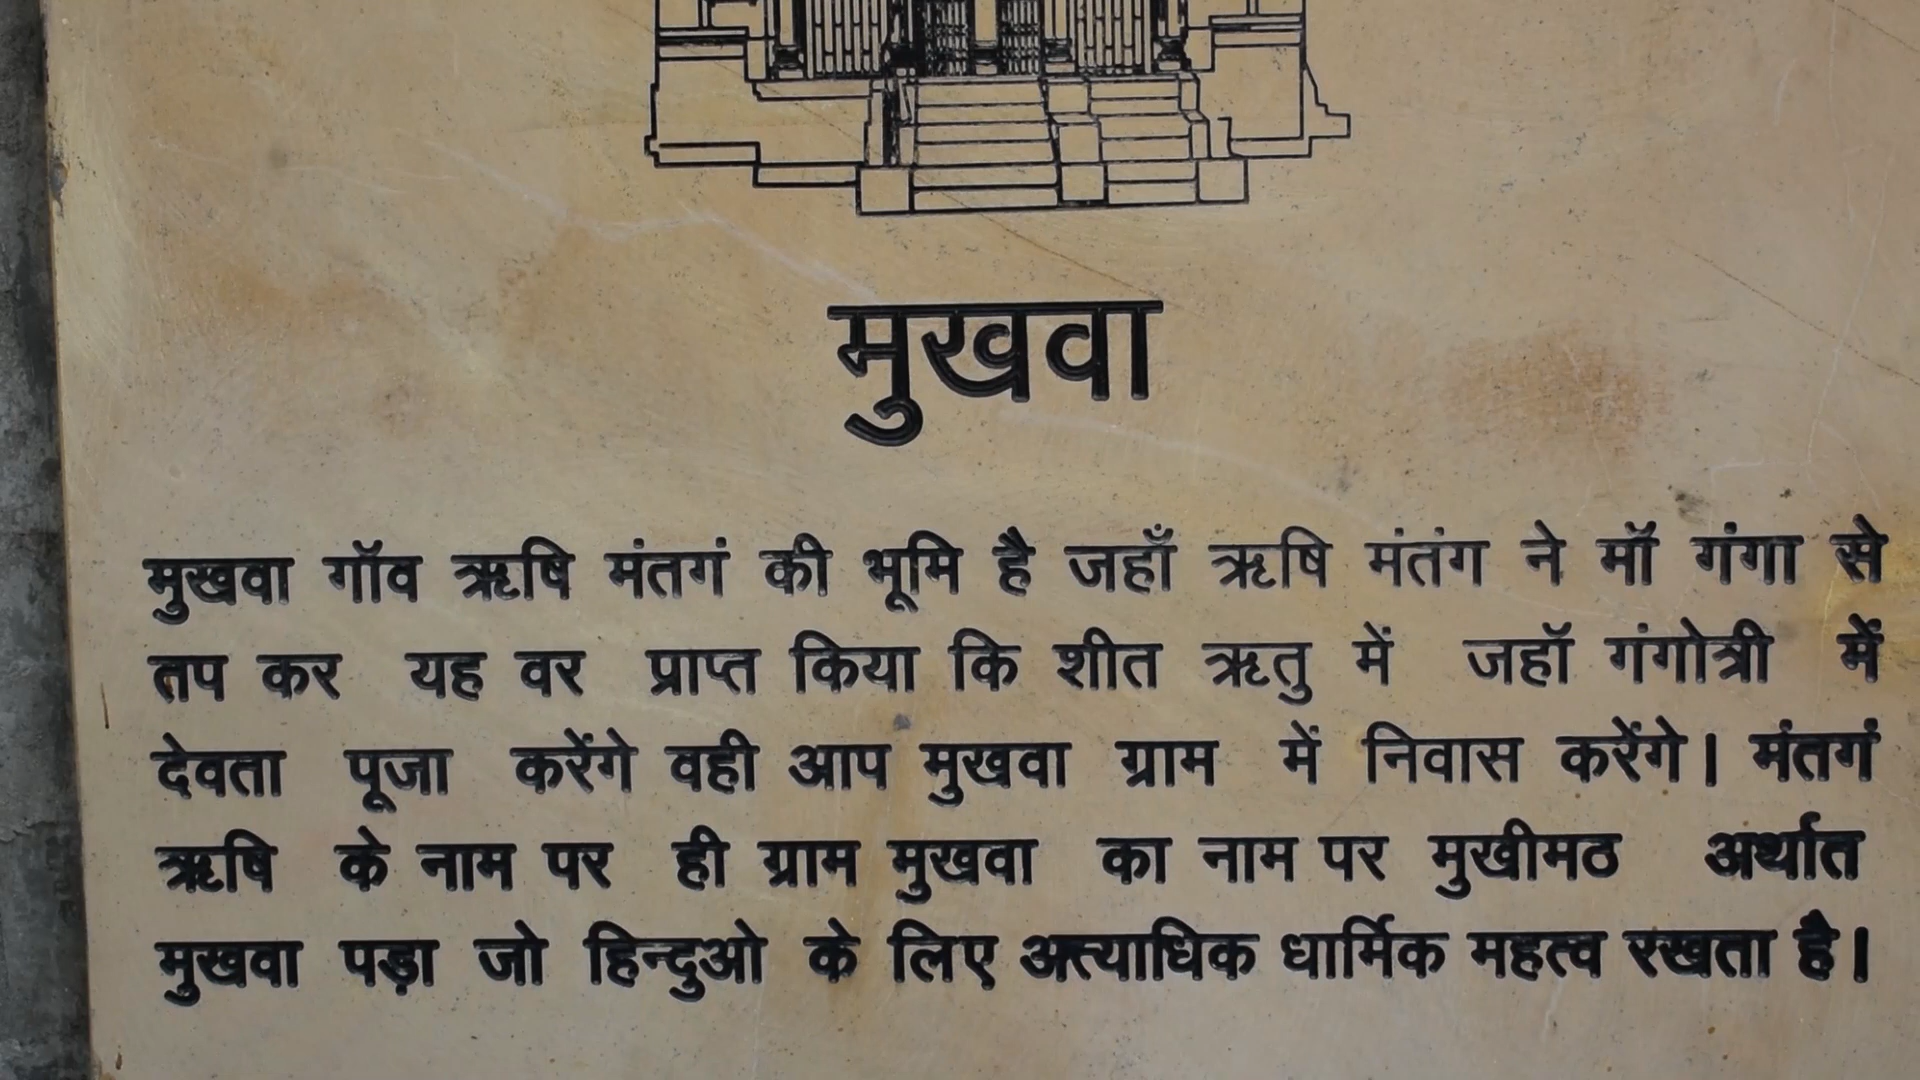 मुखवा
मुखवा गॉव ऋषि मंतगं की भूमि है जहाँ ऋषि मंतंग ने मॉ गंगा से
तप कर यह वर प्राप्त किया कि शीत ऋतु में जहॉ गंगोत्री में
देवता पूजा करेंगे वही आप मुखवा ग्राम में निवास करेंगे। मंतगं
ऋषि के नाम पर ही ग्राम मुखवा का नाम पर मुखीमठ अर्थात
मुखवा पड़ा जो हिन्दुओ के लिए अत्याधिक धार्मिक महत्व रखता है।